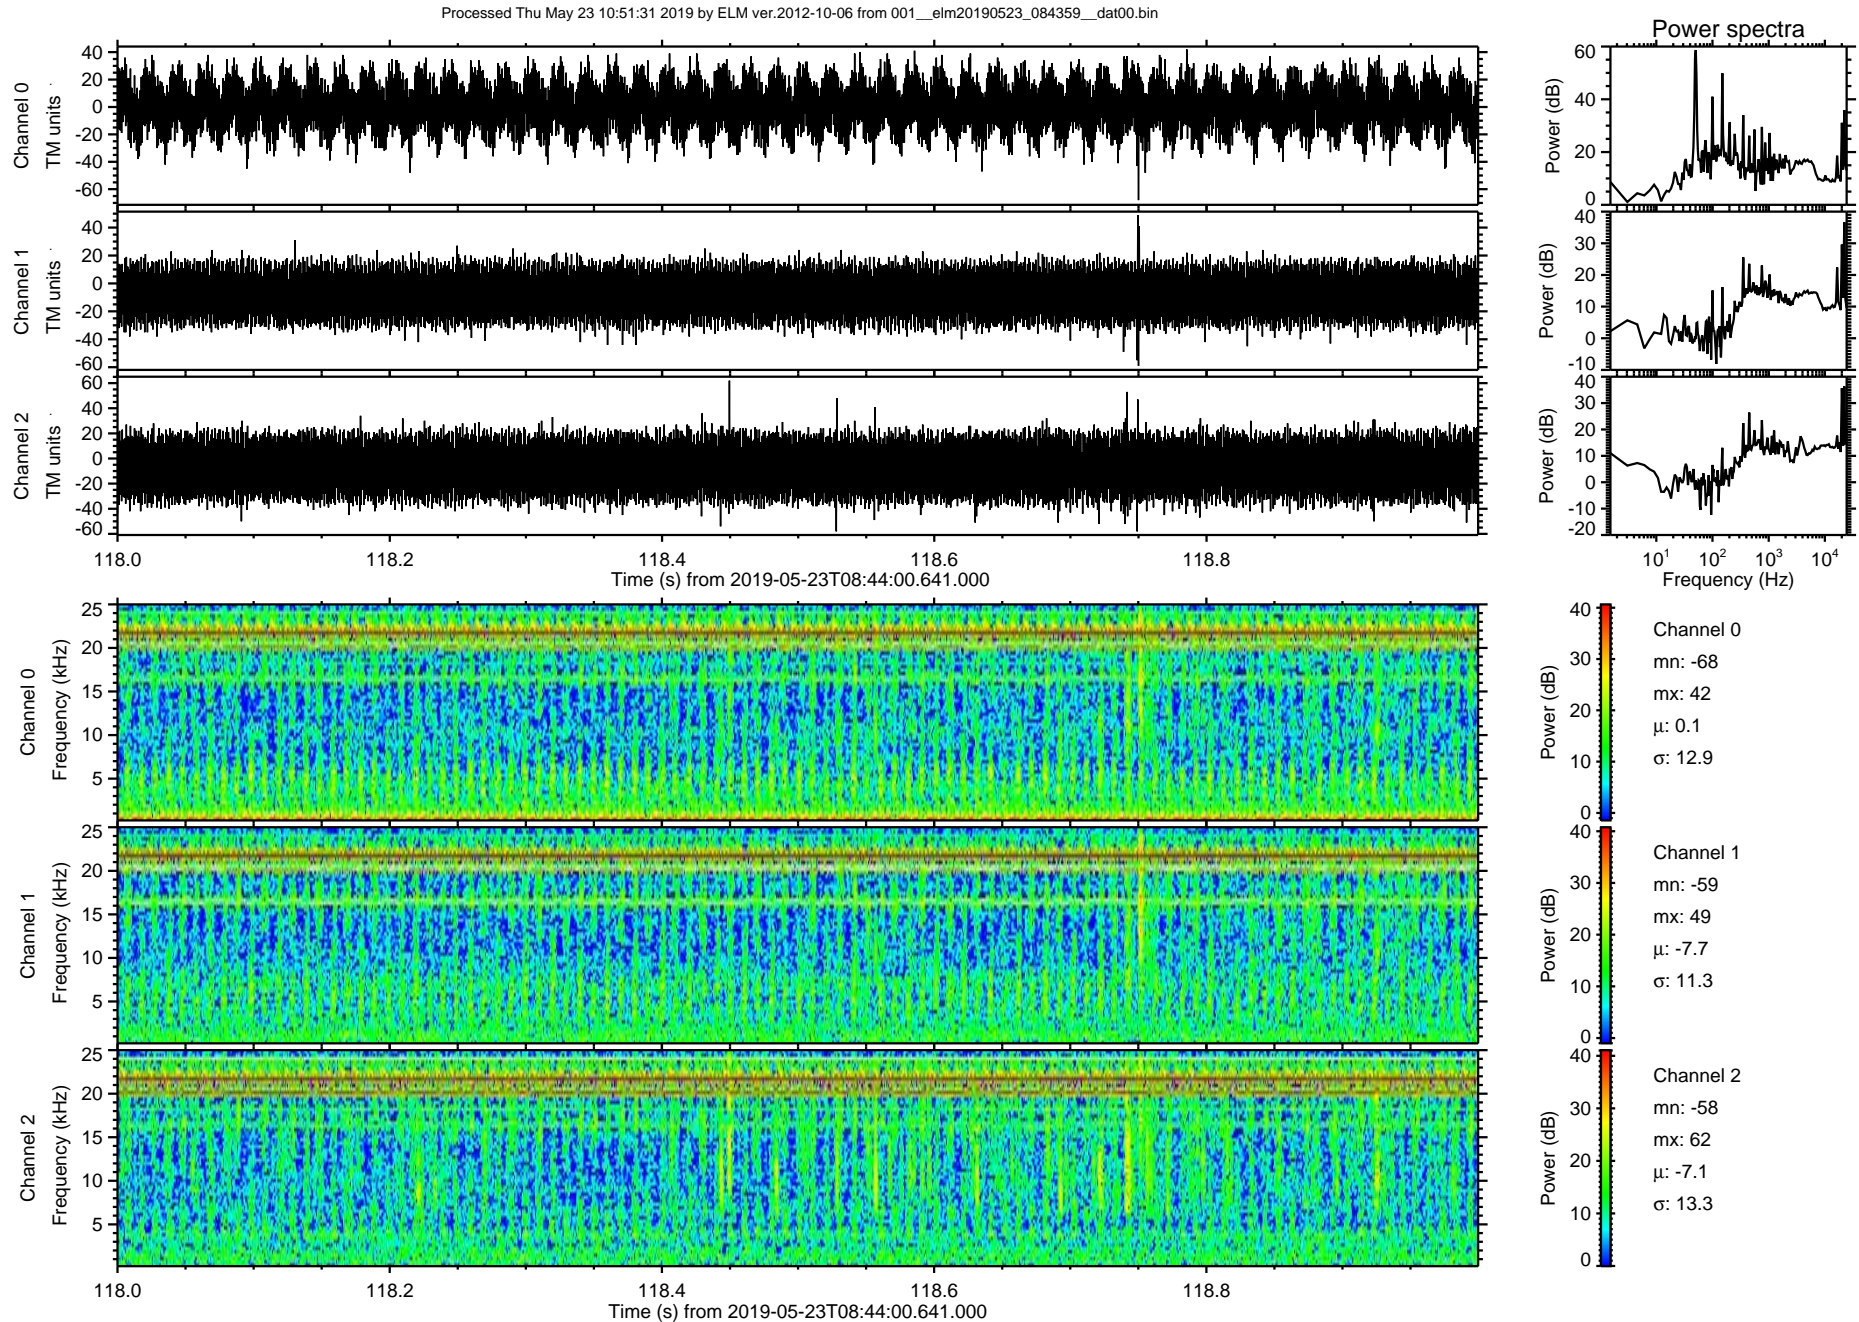 Processed Thu May 23 10:51:31 2019 by ELM ver.2012-10-06 from 001__elm20190523_084359__dat00.bin
Power spectra
Channel 0
TM units
40
20
0
-20
-40
-60
Power (dB)
60
40
20
0
Channel 1
TM units
40
20
0
-20
-40
-60
Power (dB)
40
30
20
10
0
-10
Channel 2
TM units
60
40
20
0
-20
-40
-60
Power (dB)
40
30
20
10
0
-10
-20
118.0 118.2 118.4 118.6 118.8
Time (s) from 2019-05-23T08:44:00.641.000
10¹ 10² 10³ 10⁴
Frequency (Hz)
Channel 0
Frequency (kHz)
25
20
15
10
5
Power (dB)
40
30
20
10
0
Channel 0
mn: -68
mx: 42
μ: 0.1
σ: 12.9
Channel 1
Frequency (kHz)
25
20
15
10
5
Power (dB)
40
30
20
10
0
Channel 1
mn: -59
mx: 49
μ: -7.7
σ: 11.3
Channel 2
Frequency (kHz)
25
20
15
10
5
Power (dB)
40
30
20
10
0
Channel 2
mn: -58
mx: 62
μ: -7.1
σ: 13.3
118.0 118.2 118.4 118.6 118.8
Time (s) from 2019-05-23T08:44:00.641.000